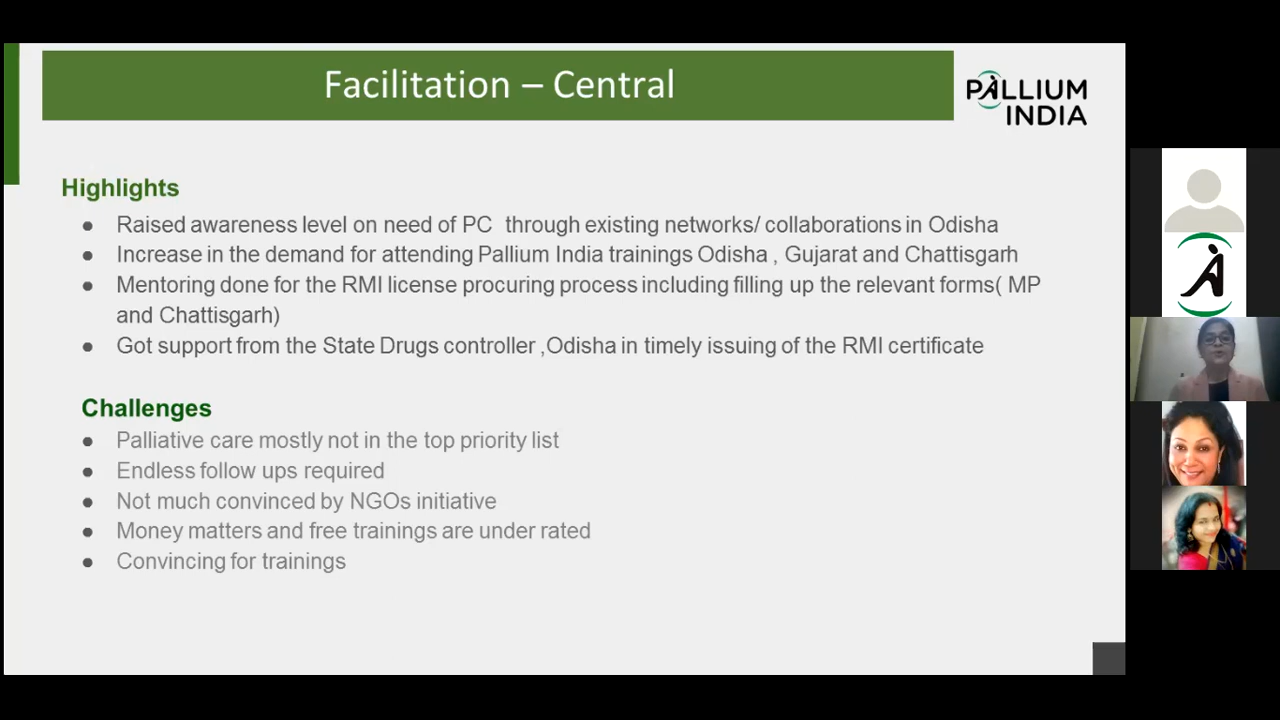 Facilitation – Central
PALLIUM
INDIA
Highlights
● Raised awareness level on need of PC through existing networks/ collaborations in Odisha
● Increase in the demand for attending Pallium India trainings Odisha , Gujarat and Chattisgarh
● Mentoring done for the RMI license procuring process including filling up the relevant forms( MP
and Chattisgarh)
● Got support from the State Drugs controller ,Odisha in timely issuing of the RMI certificate
Challenges
● Palliative care mostly not in the top priority list
● Endless follow ups required
● Not much convinced by NGOs initiative
● Money matters and free trainings are under rated
● Convincing for trainings